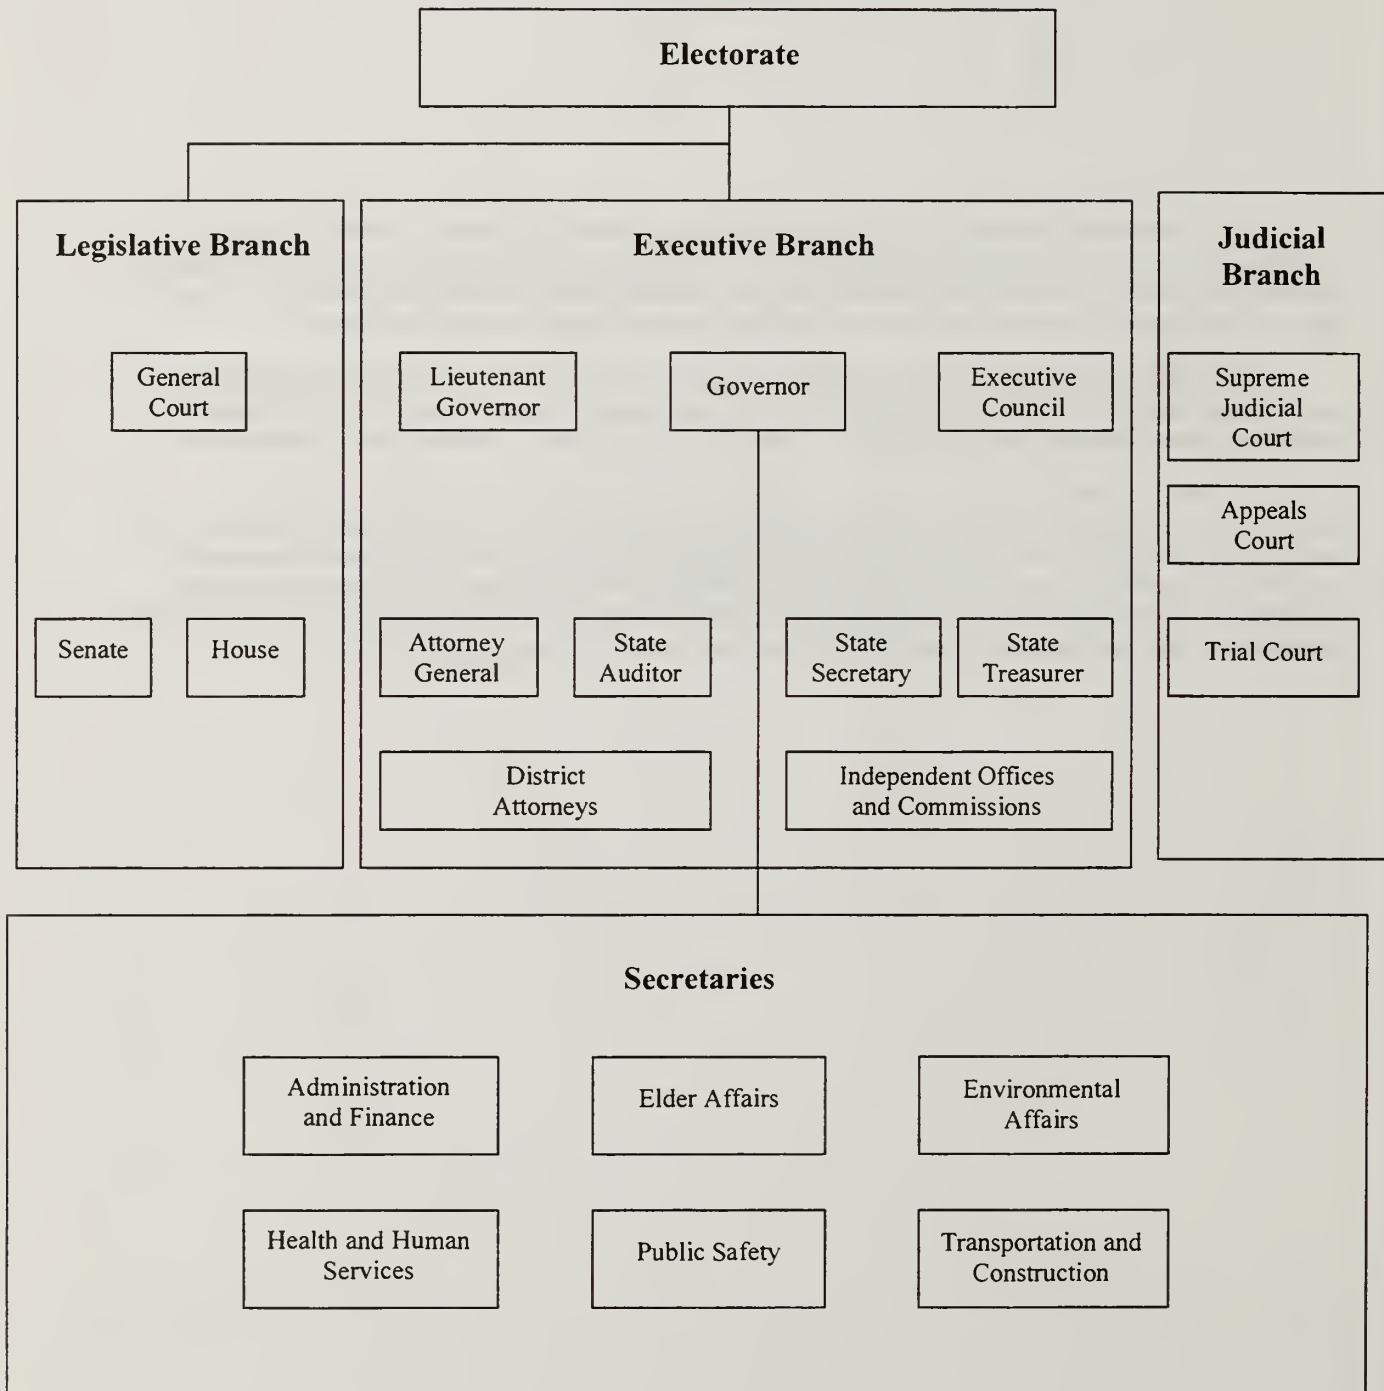 Electorate
Legislative Branch
General
Court
Senate
House
Executive Branch
Lieutenant
Governor
Governor
Executive
Council
Attorney
General
State
Auditor
State
Secretary
State
Treasurer
District
Attorneys
Independent Offices
and Commissions
Judicial
Branch
Supreme
Judicial
Court
Appeals
Court
Trial Court
Secretaries
Administration
and Finance
Elder Affairs
Environmental
Affairs
Health and Human
Services
Public Safety
Transportation and
Construction